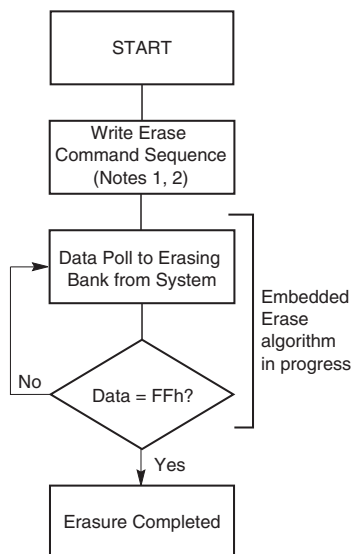 START
Write Erase
Command Sequence
(Notes 1, 2)
Data Poll to Erasing
Bank from System
Embedded
Erase
algorithm
in progress
No
Data = FFh?
Yes
Erasure Completed